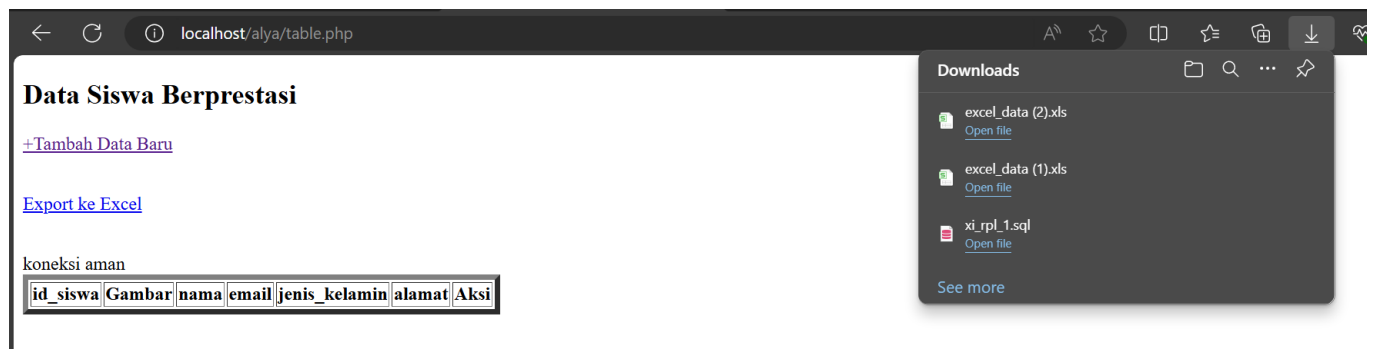 localhost/alya/table.php
Data Siswa Berprestasi
+Tambah Data Baru
Export ke Excel
koneksi aman
id_siswa Gambar nama email jenis_kelamin alamat Aksi
Downloads
excel_data (2).xls
Open file
excel_data (1).xls
Open file
xi_rpl_1.sql
Open file
See more